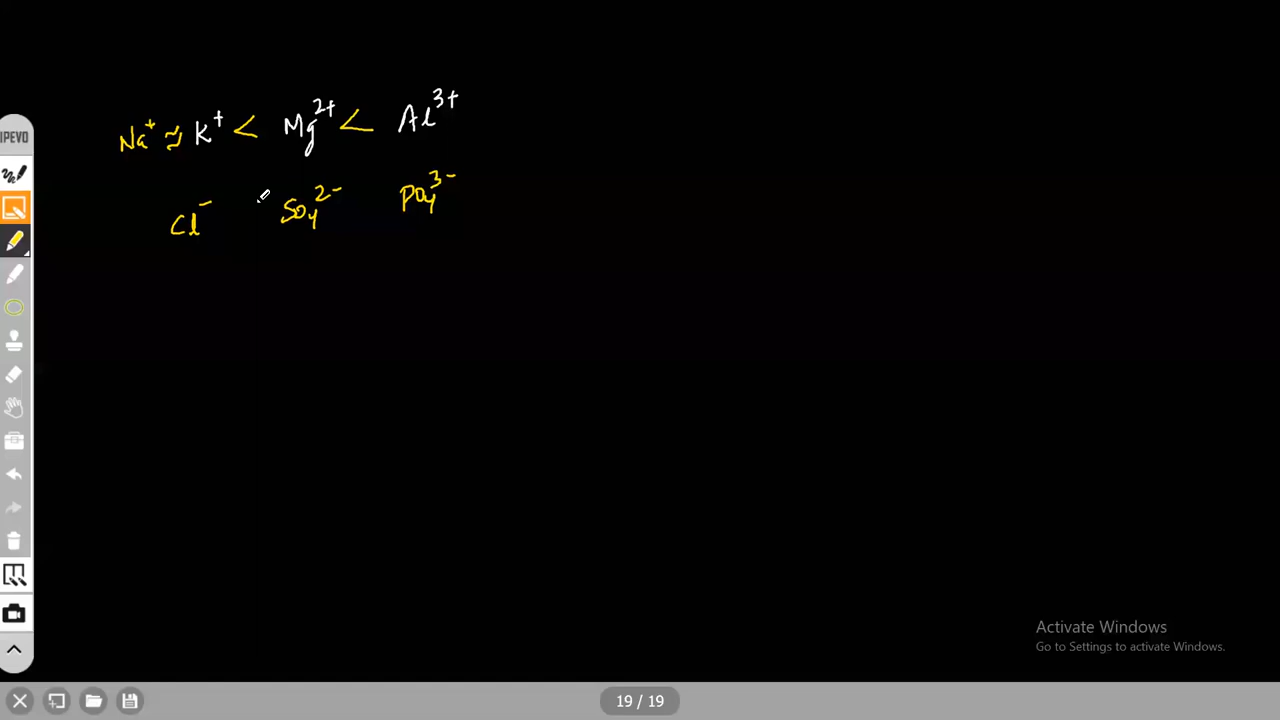 Na⁺ ≅ K⁺ < Mg²⁺ < Al³⁺
Cl⁻ SO₄²⁻ PO₄³⁻
IPEVO
Activate Windows
Go to Settings to activate Windows.
19 / 19